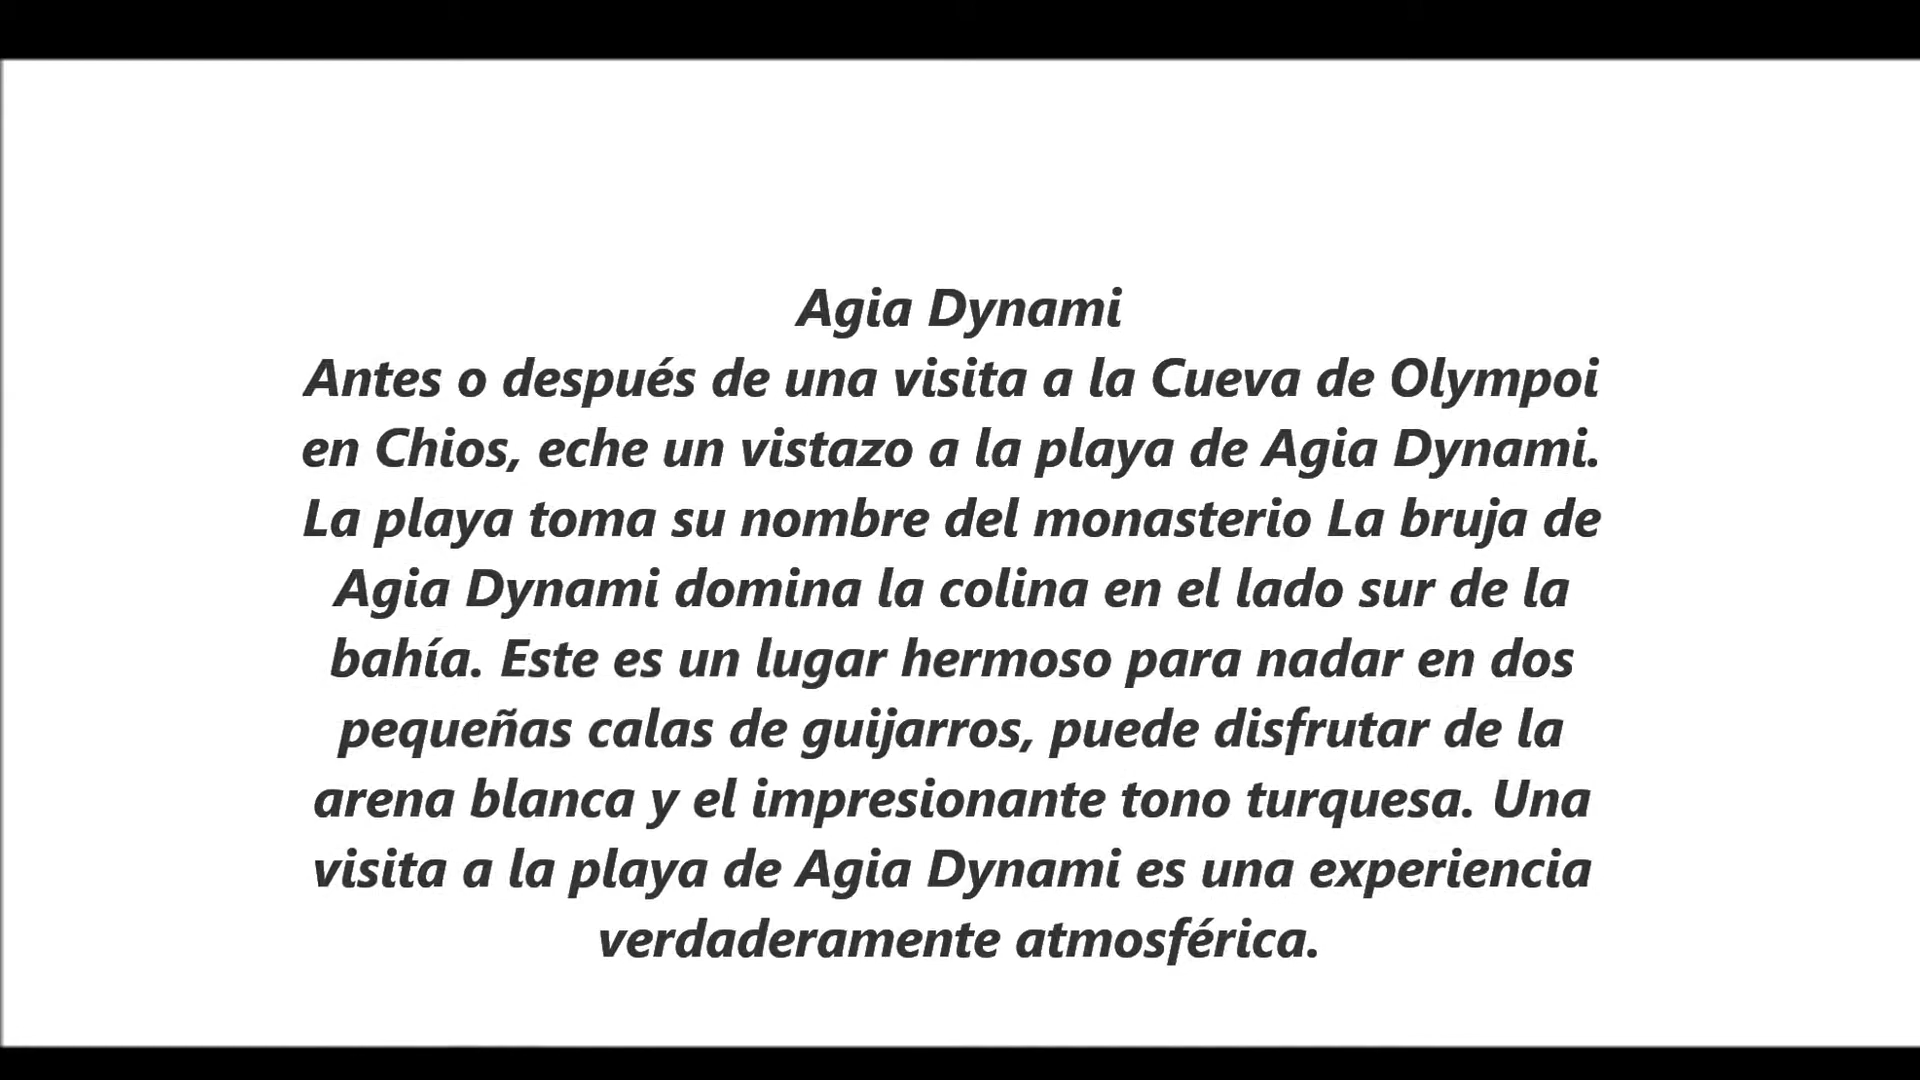 Agia Dynami
Antes o después de una visita a la Cueva de Olympoi
en Chios, eche un vistazo a la playa de Agia Dynami.
La playa toma su nombre del monasterio La bruja de
Agia Dynami domina la colina en el lado sur de la
bahía. Este es un lugar hermoso para nadar en dos
pequeñas calas de guijarros, puede disfrutar de la
arena blanca y el impresionante tono turquesa. Una
visita a la playa de Agia Dynami es una experiencia
verdaderamente atmosférica.